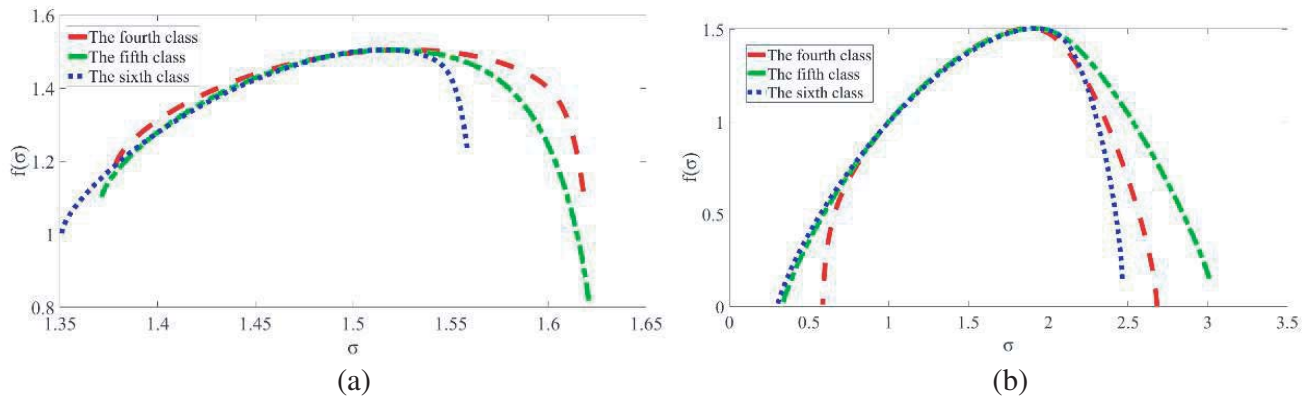 1.6
The fourth class
The fifth class
The sixth class
1.4
f(σ)
1.2
1
0.8
1.35 1.4 1.45 1.5 1.55 1.6 1.65
σ
(a)
1.5
The fourth class
The fifth class
The sixth class
1
f(σ)
0.5
0
0 0.5 1 1.5 2 2.5 3 3.5
σ
(b)